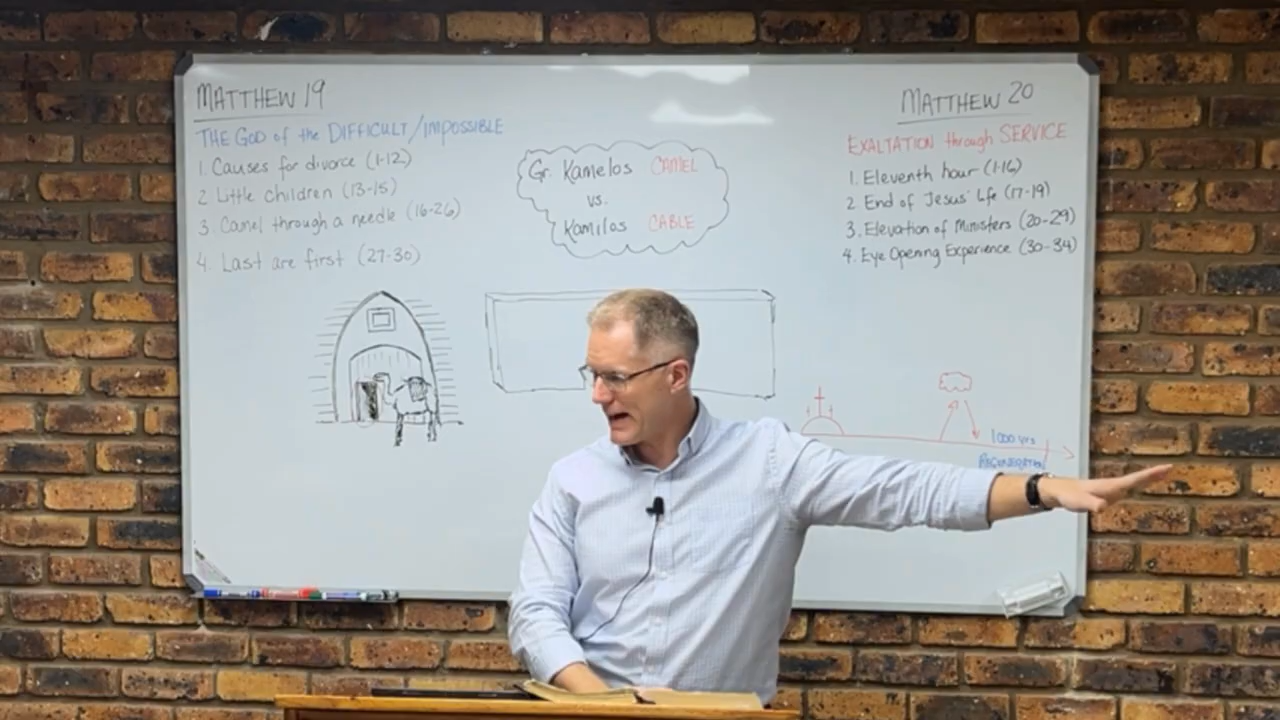 MATTHEW 19
THE GOD of the DIFFICULT/IMPOSSIBLE
1. Causes for divorce (1-12)
2 Little children (13-15)
3. Camel through a needle (16-26)
4. Last are first (27-30)
Gr. Kamelos CAMEL
vs.
Kamilos CABLE
MATTHEW 20
EXALTATION through SERVICE
1. Eleventh hour (1-16)
2 End of Jesus' Life (17-19)
3. Elevation of Ministers (20-29)
4. Eye Opening Experience (30-34)
1000 yrs
REGENERATION